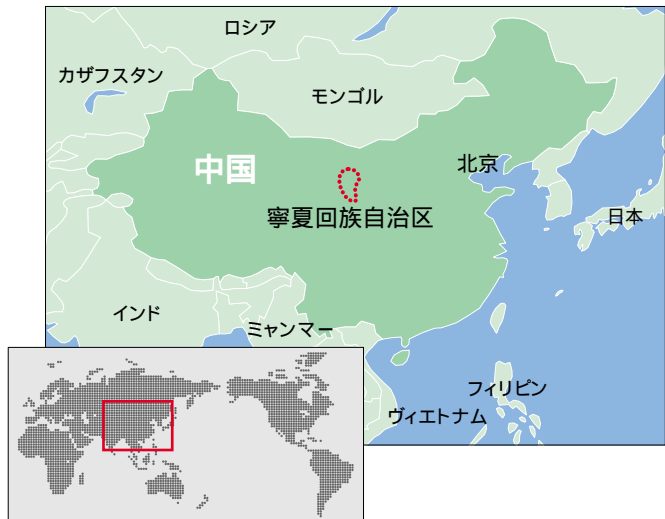 ロシア
カザフスタン
モンゴル
中国
北京
寧夏回族自治区
日本
インド
ミャンマー
フィリピン
ヴィエトナム